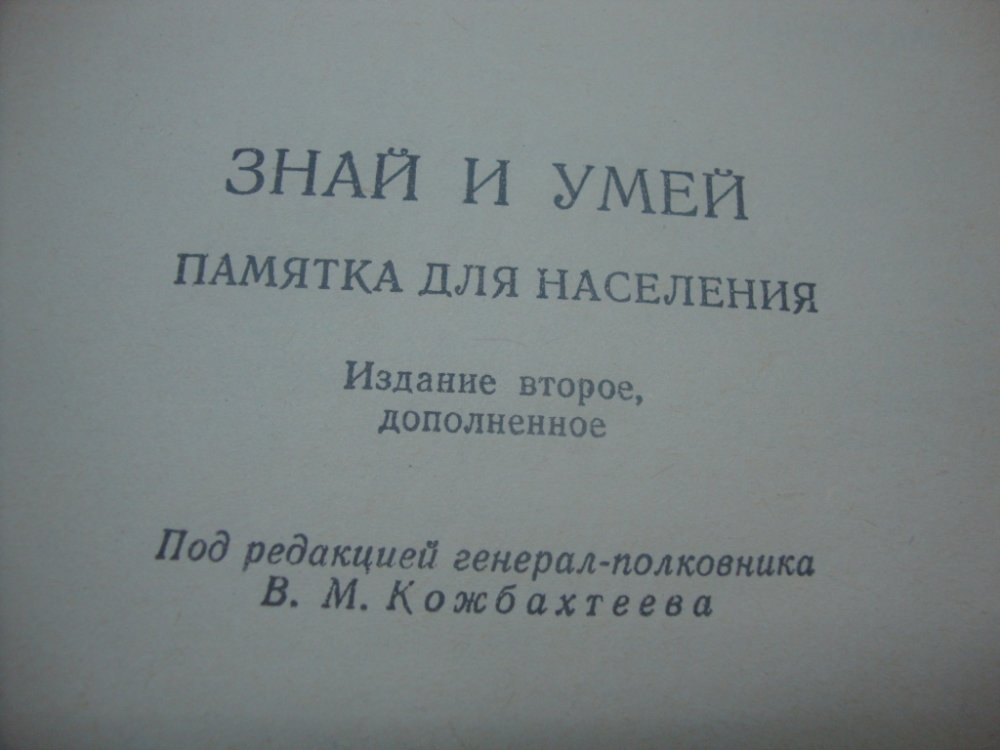 ЗНАЙ И УМЕЙ
ПАМЯТКА ДЛЯ НАСЕЛЕНИЯ
Издание второе,
дополненное
Под редакцией генерал-полковника
В. М. Кожбахтеева